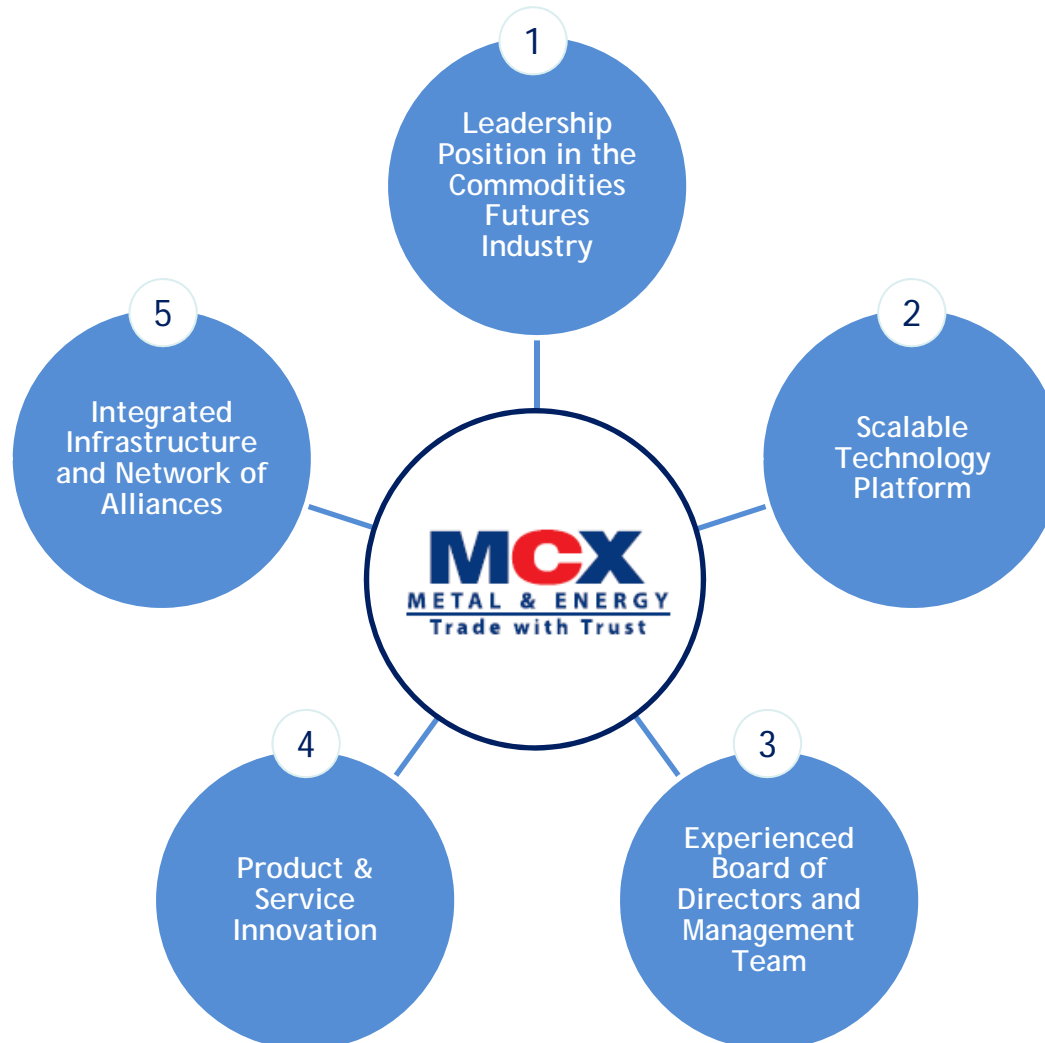 1
Leadership
Position in the
Commodities
Futures
Industry
2
Scalable
Technology
Platform
3
Experienced
Board of
Directors and
Management
Team
4
Product &
Service
Innovation
5
Integrated
Infrastructure
and Network of
Alliances
MCX
METAL & ENERGY
Trade with Trust